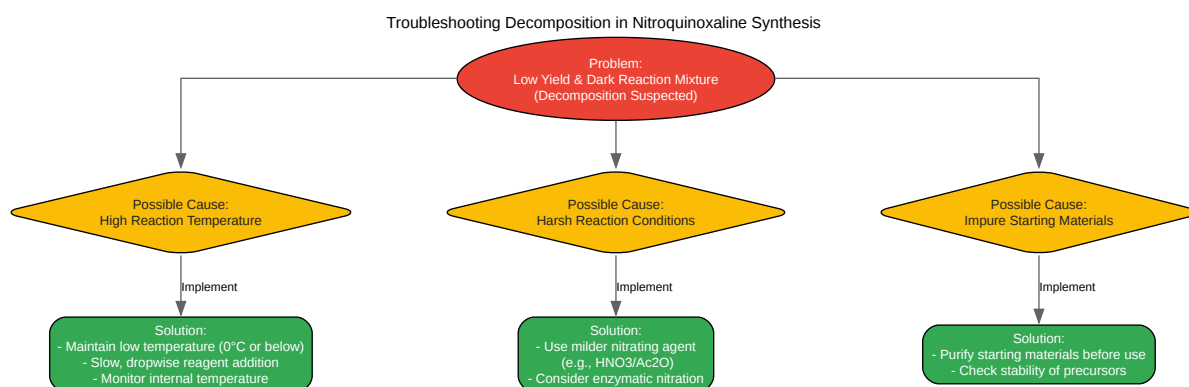 Troubleshooting Decomposition in Nitroquinoxaline Synthesis
Problem:
Low Yield & Dark Reaction Mixture
(Decomposition Suspected)
Possible Cause:
High Reaction Temperature
Possible Cause:
Harsh Reaction Conditions
Possible Cause:
Impure Starting Materials
Implement
Implement
Implement
Solution:
- Maintain low temperature (0°C or below)
- Slow, dropwise reagent addition
- Monitor internal temperature
Solution:
- Use milder nitrating agent
(e.g., HNO3/Ac2O)
- Consider enzymatic nitration
Solution:
- Purify starting materials before use
- Check stability of precursors